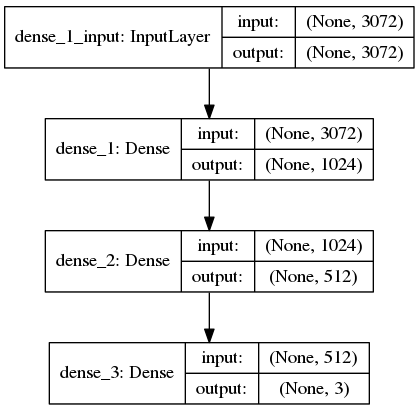 dense_1_input: InputLayer
input: (None, 3072)
output: (None, 3072)
dense_1: Dense
input: (None, 3072)
output: (None, 1024)
dense_2: Dense
input: (None, 1024)
output: (None, 512)
dense_3: Dense
input: (None, 512)
output: (None, 3)